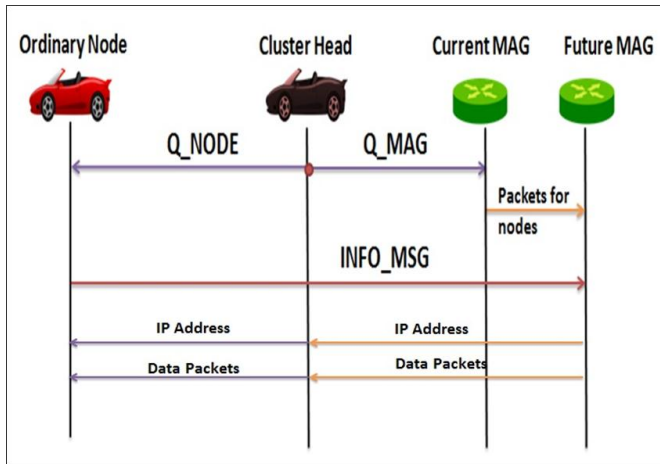 Ordinary Node
Cluster Head
Current MAG
Future MAG
Q_NODE
Q_MAG
Packets for
nodes
INFO_MSG
IP Address
IP Address
Data Packets
Data Packets